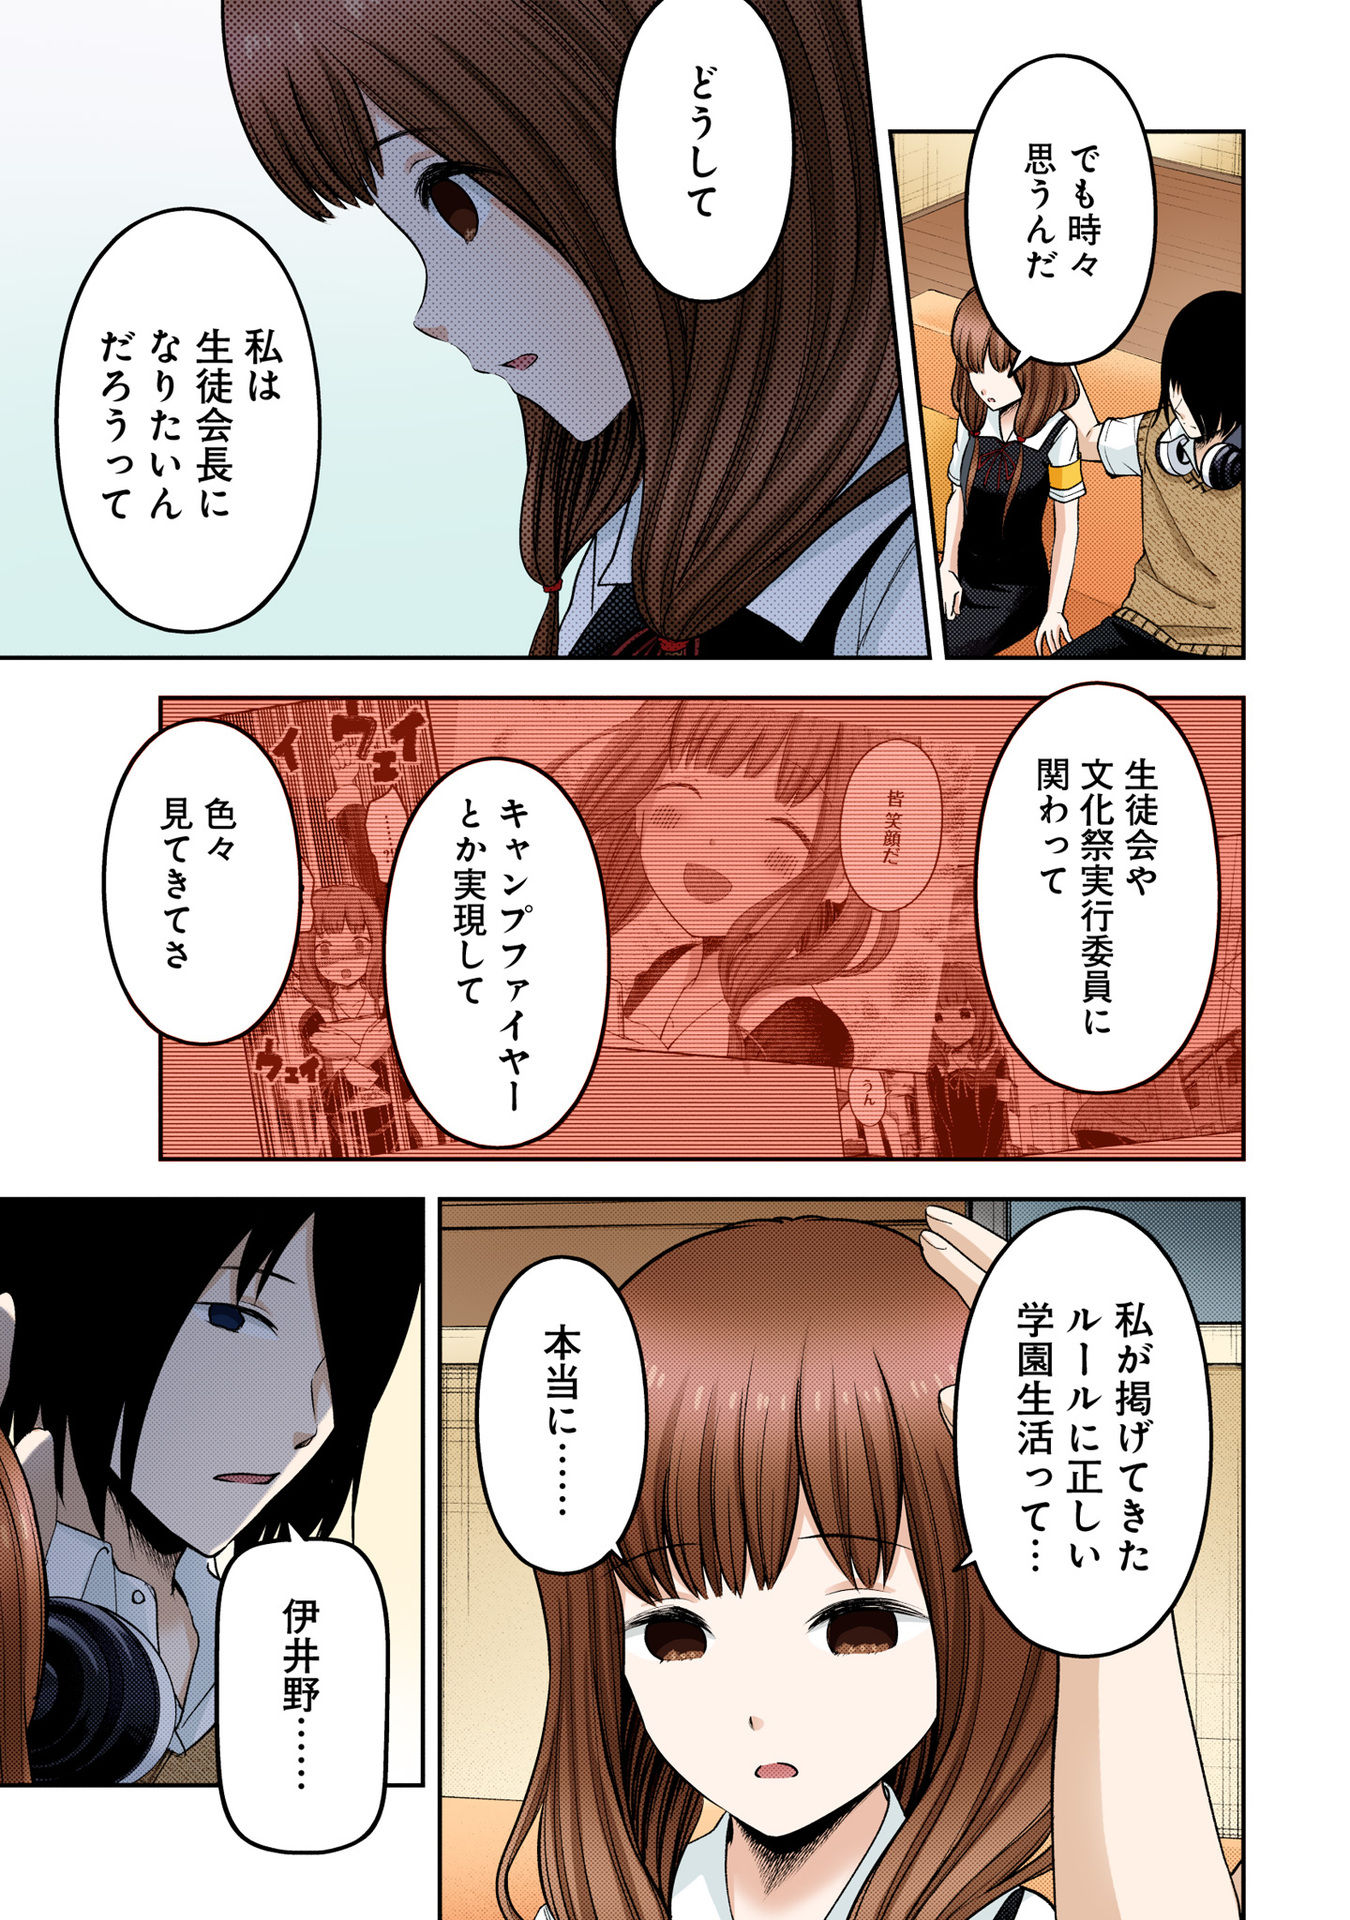 でも時々
思うんだ
どうして
私は
生徒会長に
なりたいん
だろうって
生徒会や
文化祭実行委員に
関わって
皆笑顔だ
うん
キャンプファイヤー
とか実現して
ウェイ
イ
……?!
ウェイ
色々
見てきてさ
私が掲げてきた
ルールに正しい
学園生活って…
本当に……
伊井野……